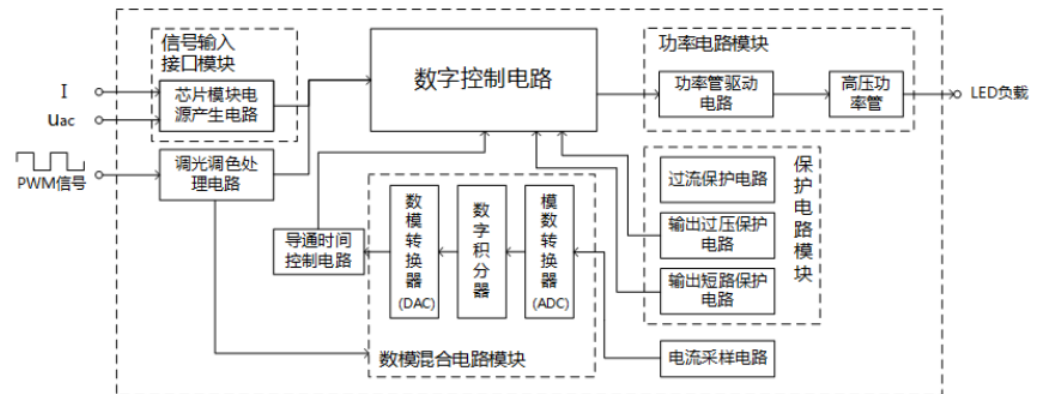 信号输入
接口模块
I
uac
芯片模块电
源产生电路
PWM信号
调光调色处
理电路
数字控制电路
功率电路模块
功率管驱动
电路
高压功
率管
LED负载
保护电路模块
过流保护电路
输出过压保护
电路
输出短路保护
电路
导通时间
控制电路
数模转换器
(DAC)
数字积分器
模数转换器
(ADC)
数模混合电路模块
电流采样电路